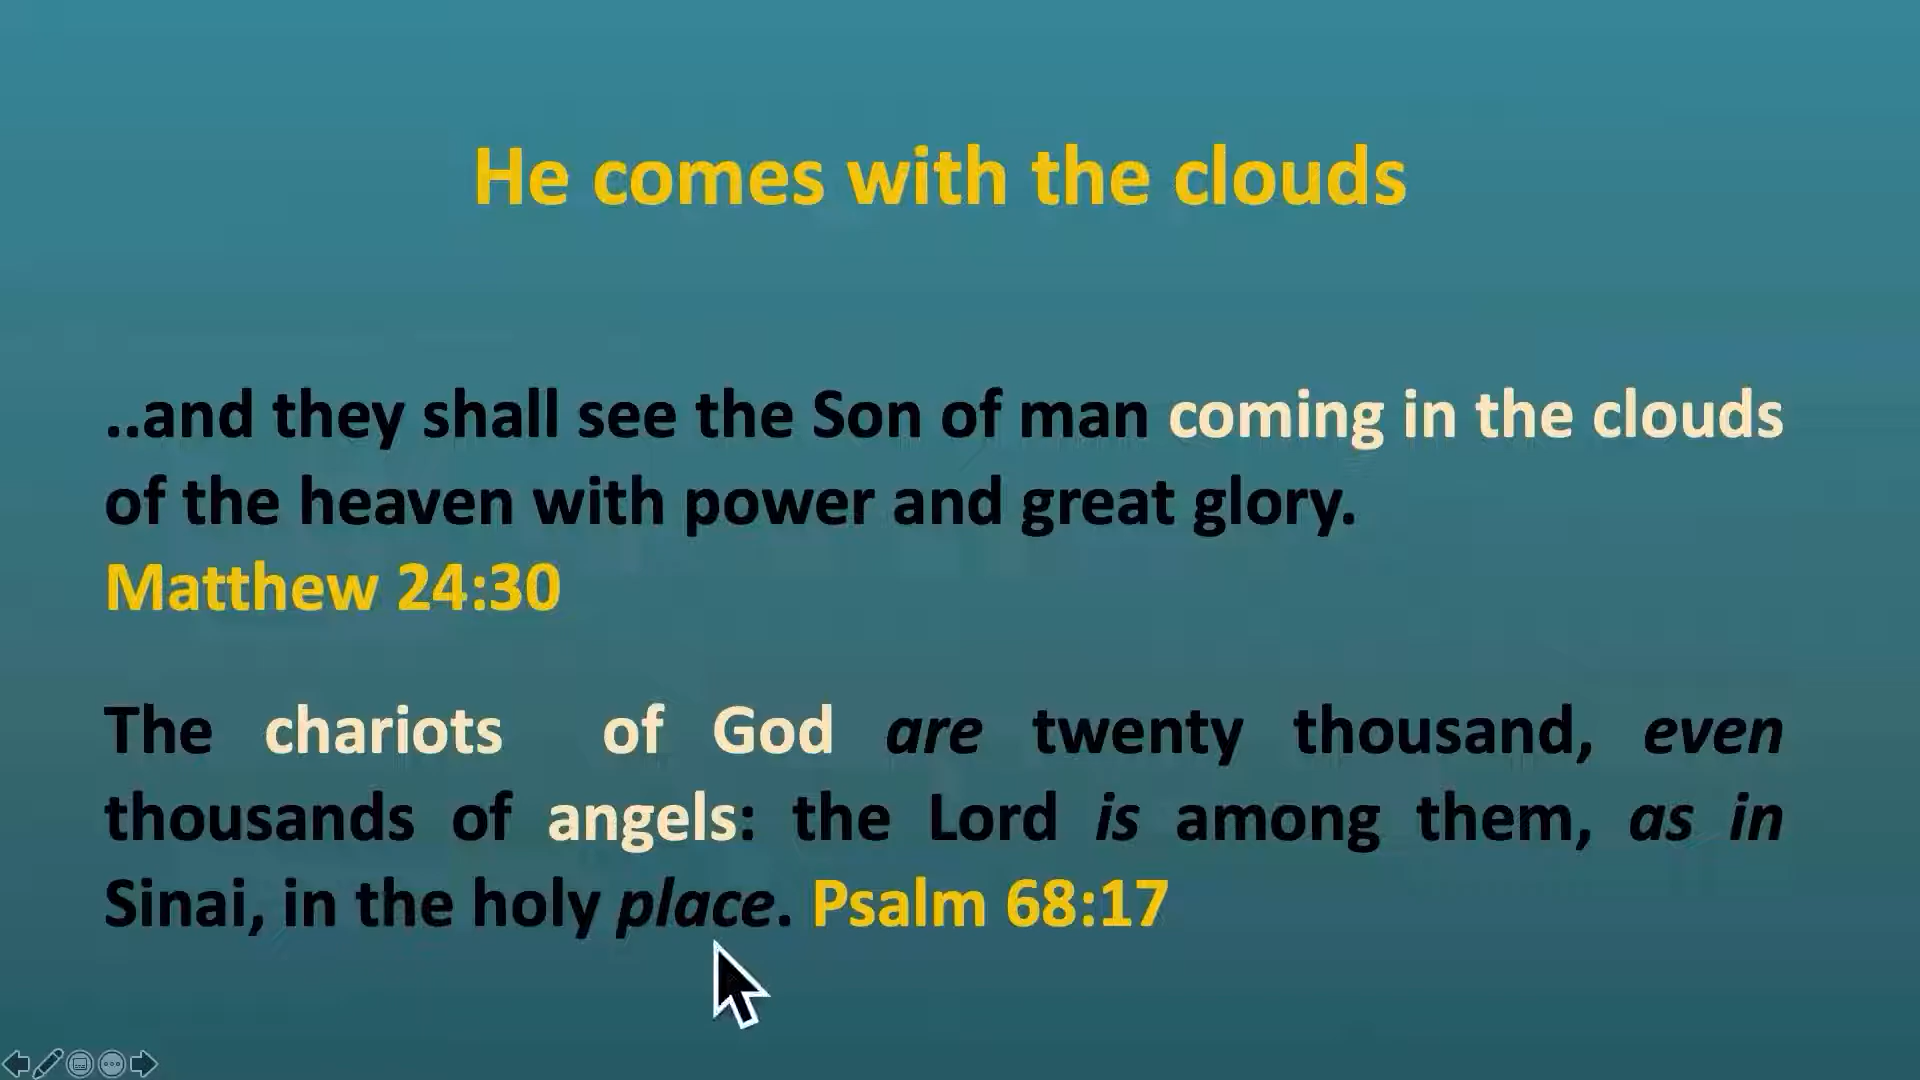 He comes with the clouds
..and they shall see the Son of man coming in the clouds
of the heaven with power and great glory.
Matthew 24:30
The chariots of God are twenty thousand, even
thousands of angels: the Lord is among them, as in
Sinai, in the holy place. Psalm 68:17